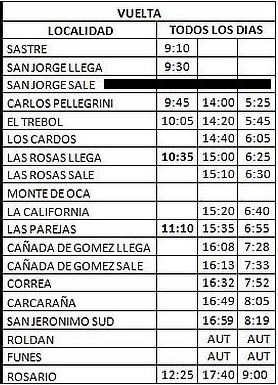 VUELTA
LOCALIDAD TODOS LOS DIAS
SASTRE 9:10
SAN JORGE LLEGA 9:30
SAN JORGE SALE
CARLOS PELLEGRINI 9:45 14:00 5:25
EL TREBOL 10:05 14:20 5:45
LOS CARDOS 14:40 6:05
LAS ROSAS LLEGA 10:35 15:00 6:25
LAS ROSAS SALE 15:10 6:30
MONTE DE OCA
LA CALIFORNIA 15:20 6:40
LAS PAREJAS 11:10 15:35 6:55
CAÑADA DE GOMEZ LLEGA 16:08 7:28
CAÑADA DE GOMEZ SALE 16:13 7:33
CORREA 16:32 7:52
CARCARAÑA 16:49 8:05
SAN JERONIMO SUD 16:59 8:19
ROLDAN AUT AUT
FUNES AUT AUT
ROSARIO 12:25 17:40 9:00